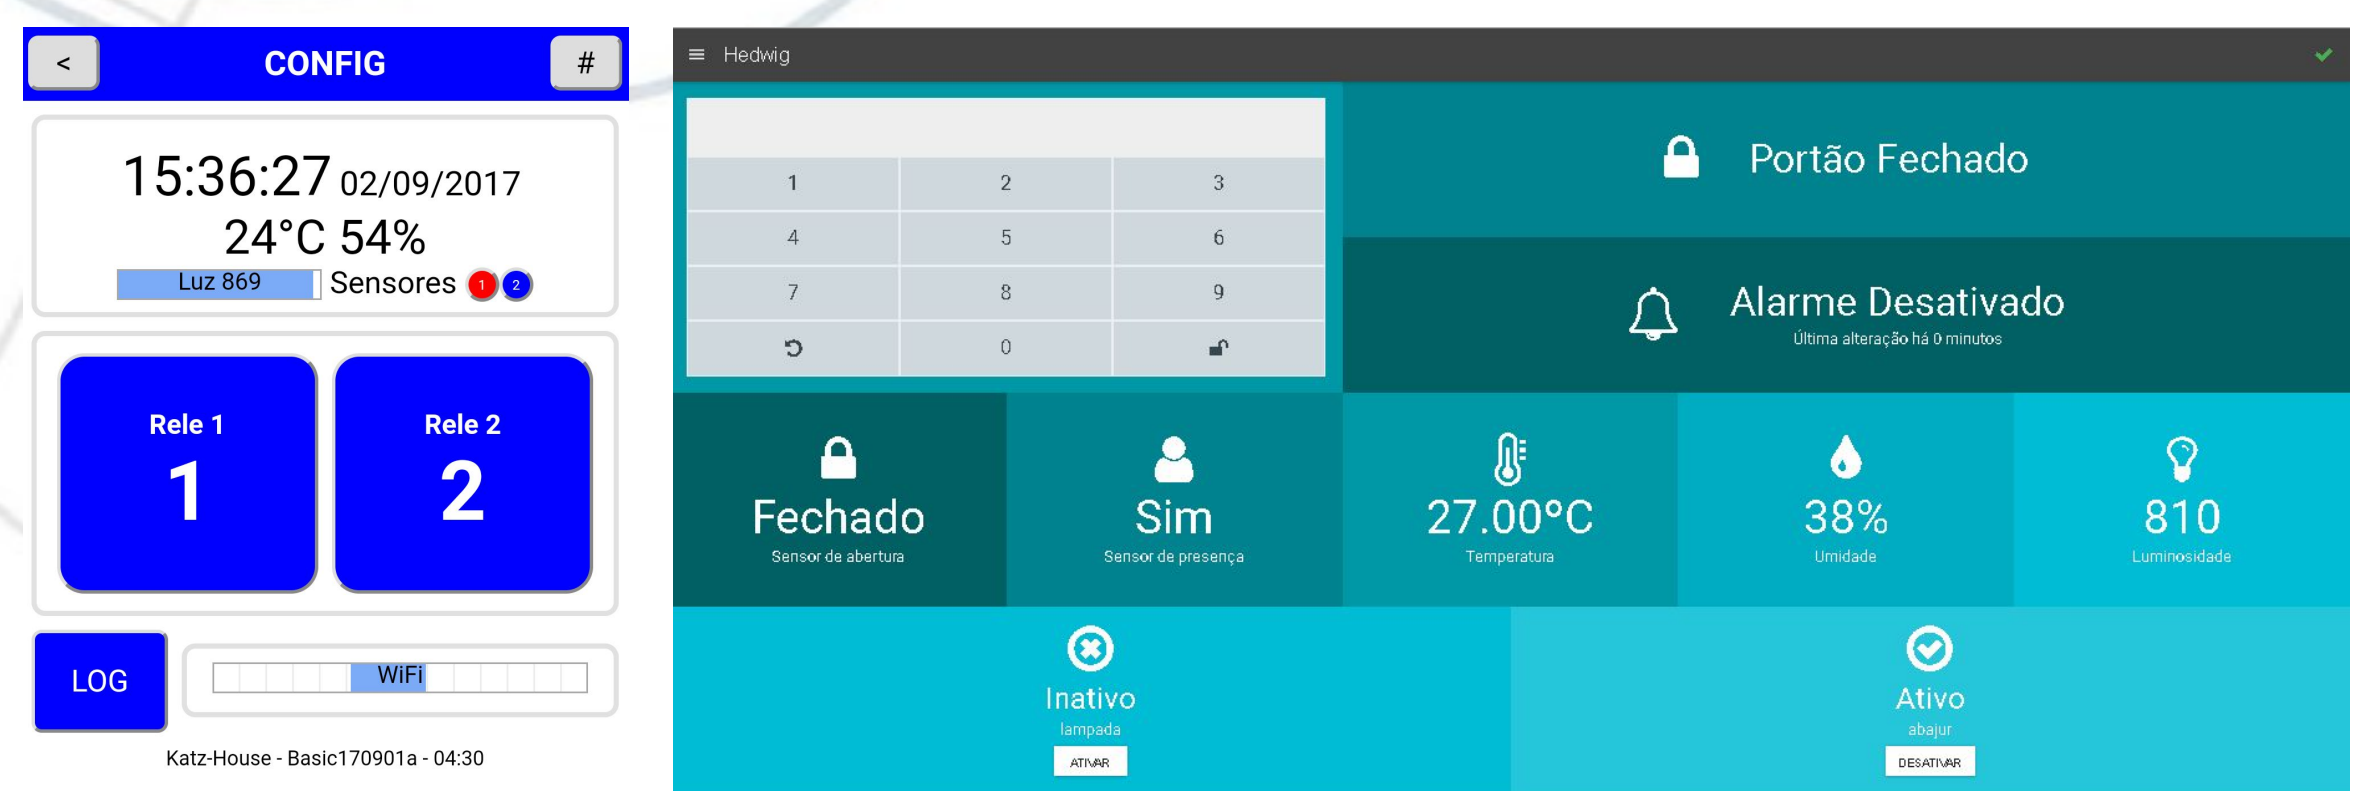 < CONFIG #
15:36:27 02/09/2017
24°C 54%
Luz 869 Sensores 1 2
Rele 1 Rele 2
1 2
LOG WiFi
Katz-House - Basic170901a - 04:30
Hedwig
1 2 3
4 5 6
7 8 9
0
Portão Fechado
Alarme Desativado
Última alteração há 0 minutos
Fechado
Sensor de abertura
Sim
Sensor de presença
27.00°C
Temperatura
38%
Umidade
810
Luminosidade
Inativo
lampada
ATIVAR
Ativo
abajur
DESATIVAR